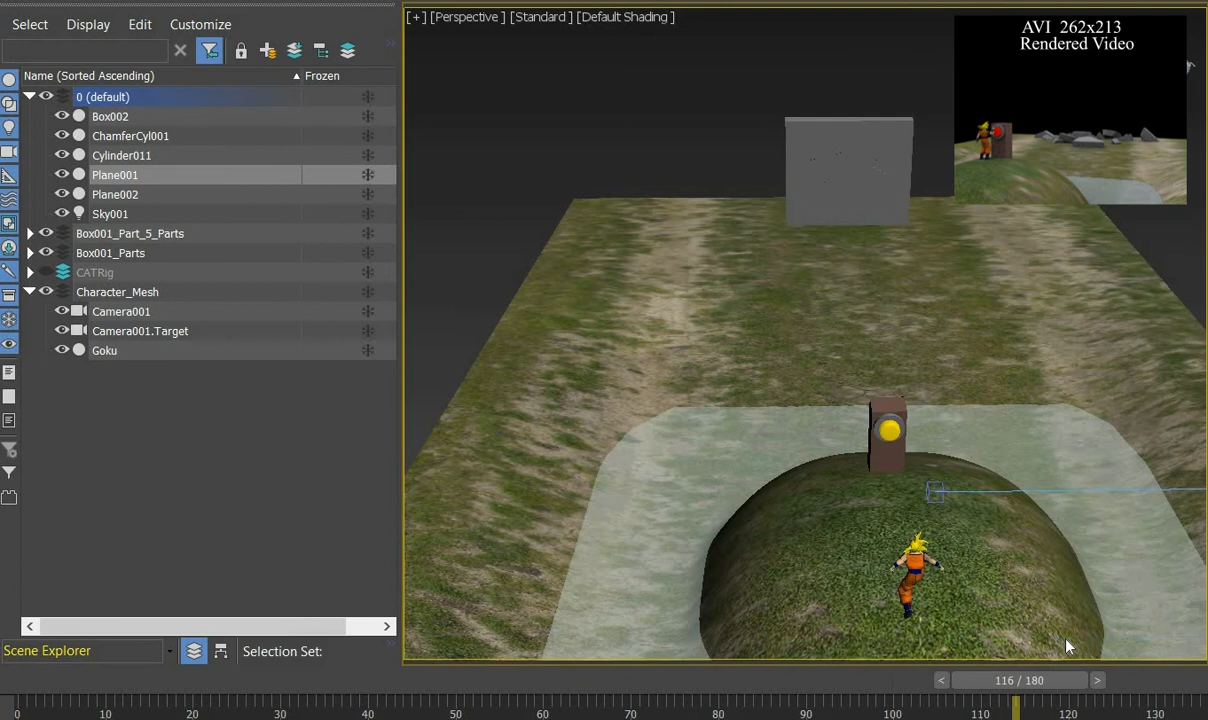 Select Display Edit Customize
[+] [Perspective ] [Standard ] [Default Shading ]
AVI 262x213
Rendered Video
Name (Sorted Ascending) Frozen
0 (default)
Box002
ChamferCyl001
Cylinder011
Plane001
Plane002
Sky001
Box001_Part_5_Parts
Box001_Parts
CATRig
Character_Mesh
Camera001
Camera001.Target
Goku
Scene Explorer Selection Set:
< 116 / 180 >
0 10 20 30 40 50 60 70 80 90 100 110 120 130